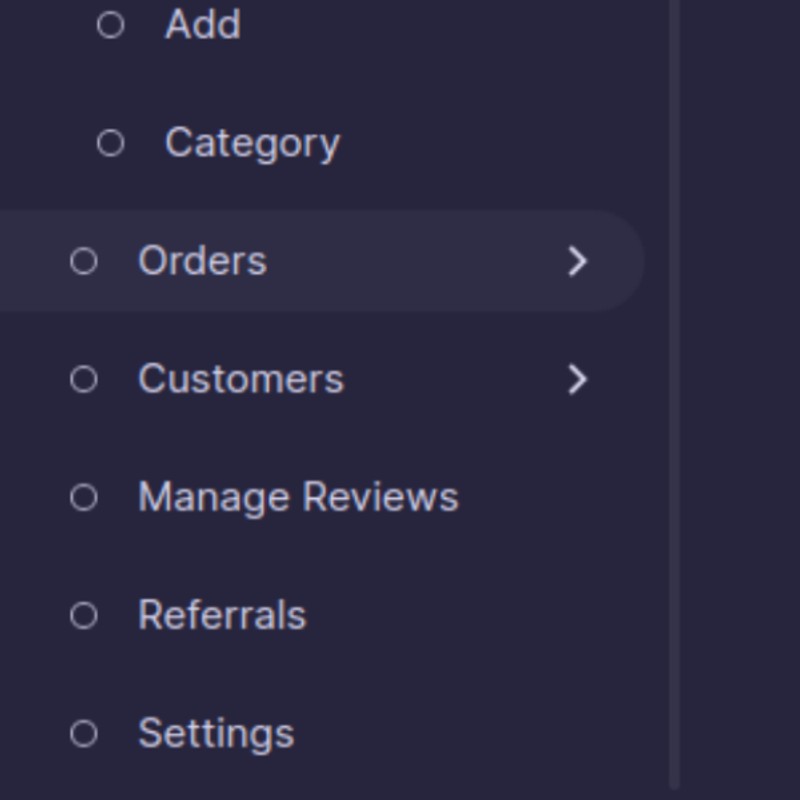 Add
Category
Orders
Customers
Manage Reviews
Referrals
Settings